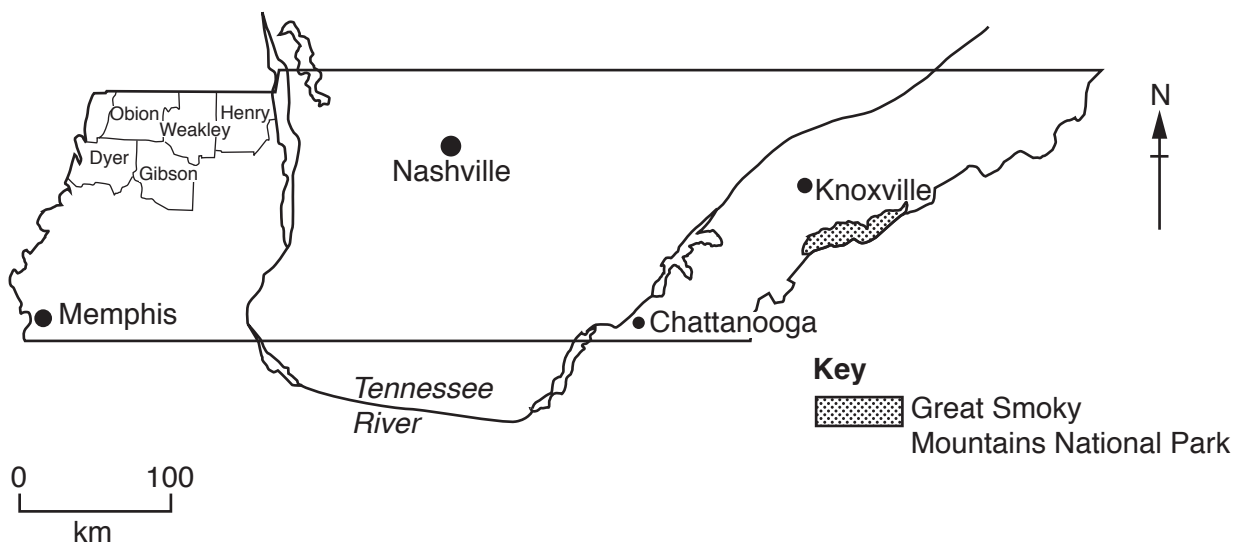 N
Obion
Henry
Weakley
Dyer
Gibson
Nashville
Knoxville
Memphis
Chattanooga
Tennessee
River
Key
Great Smoky
Mountains National Park
0 100
km